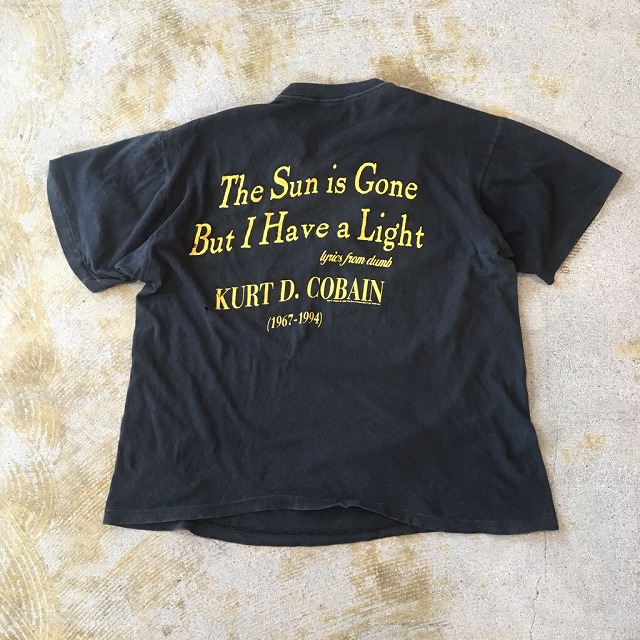 The Sun is Gone
But I Have a Light
lyrics from dumb
KURT D. COBAIN
(1967-1994)